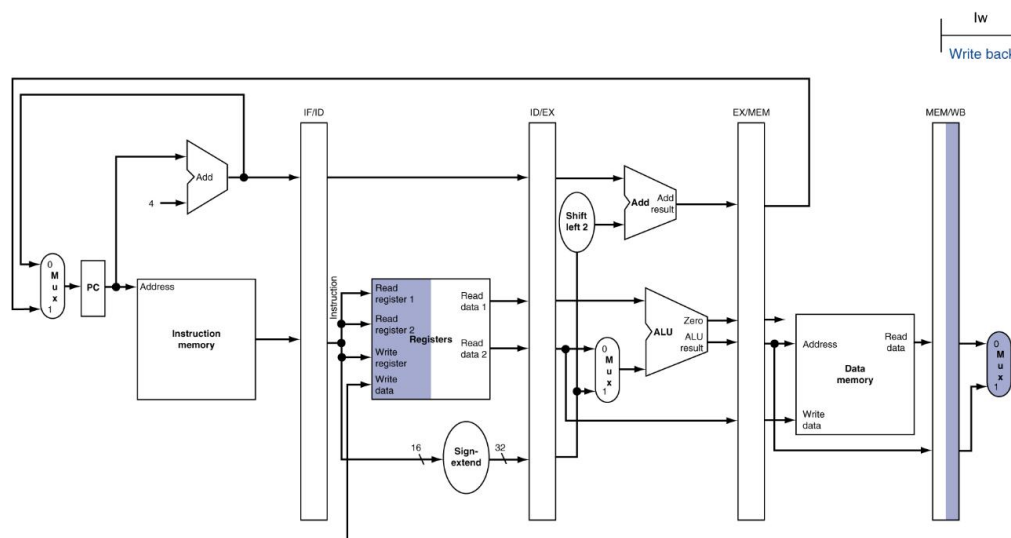 lw
Write back
IF/ID
ID/EX
EX/MEM
MEM/WB
Add
4
Shift
left 2
Add
Add
result
0
M
u
x
1
PC
Address
Instruction
memory
Instruction
Read
register 1
Read
register 2
Write
register
Write
data
Registers
Read
data 1
Read
data 2
0
M
u
x
1
Zero
ALU
ALU
result
Address
Read
data
Data
memory
Write
data
0
M
u
x
1
16
Sign-
extend
32